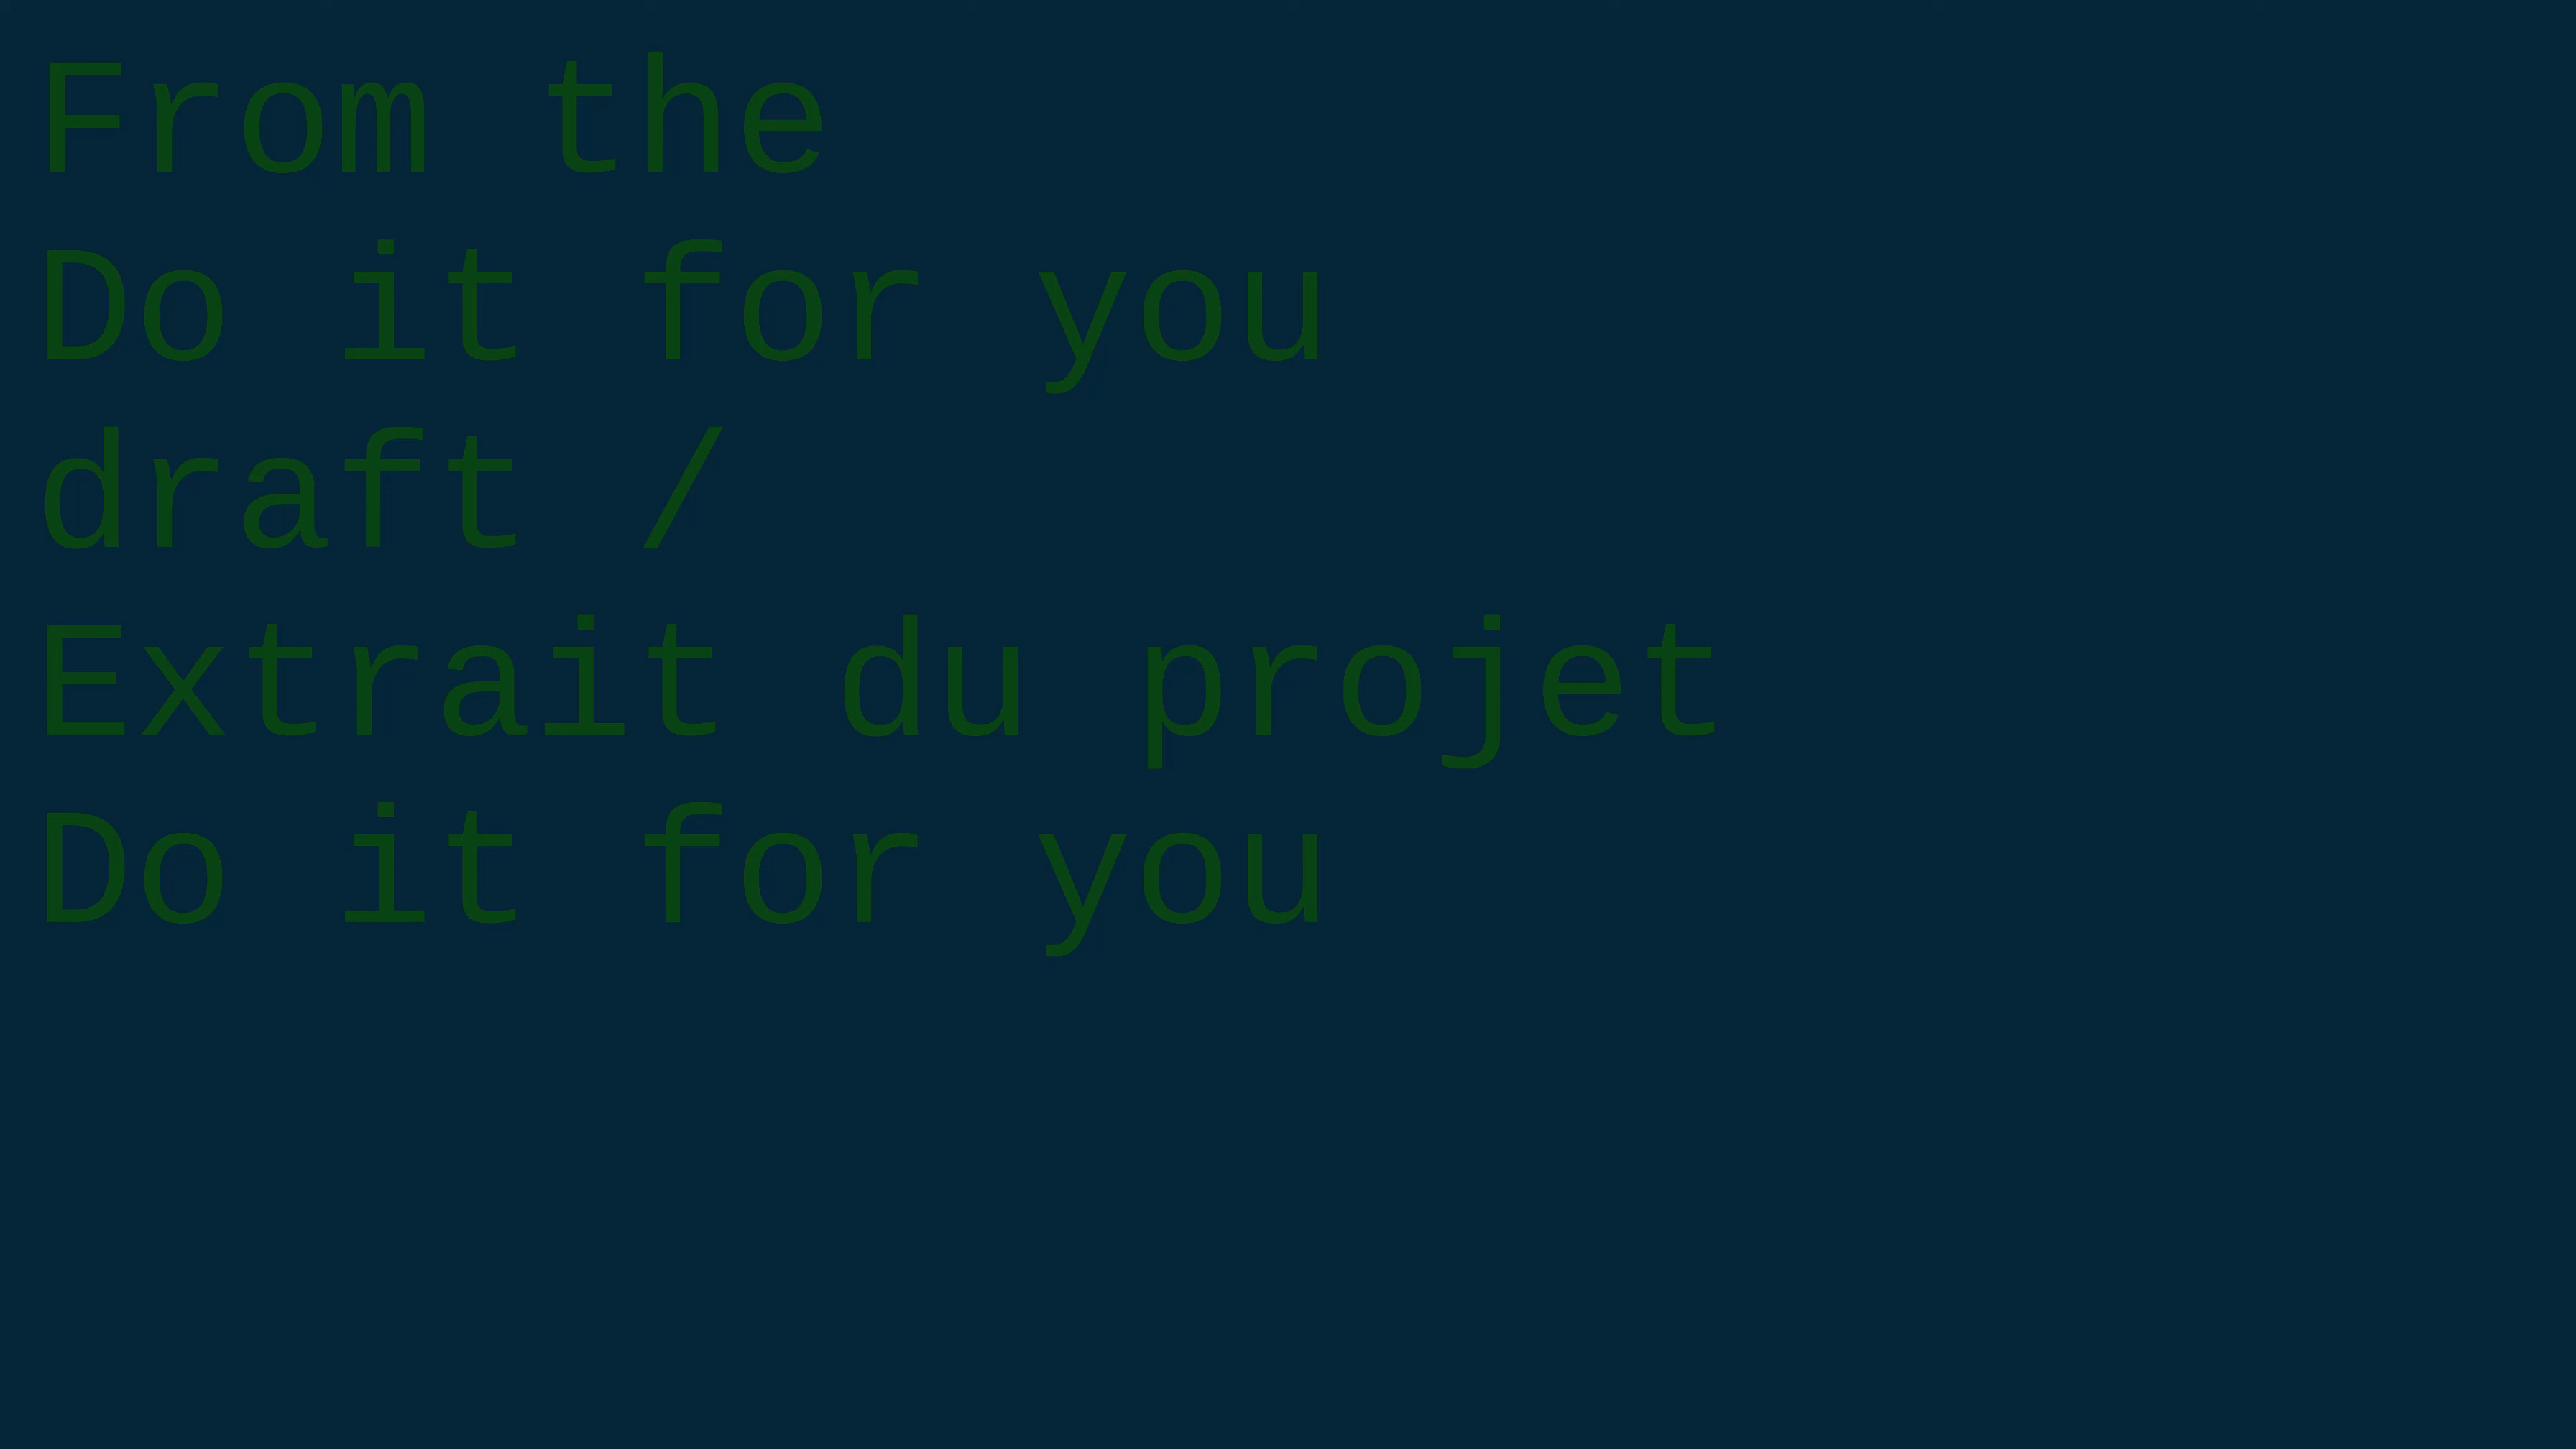 From the
Do it for you
draft /
Extrait du projet
Do it for you